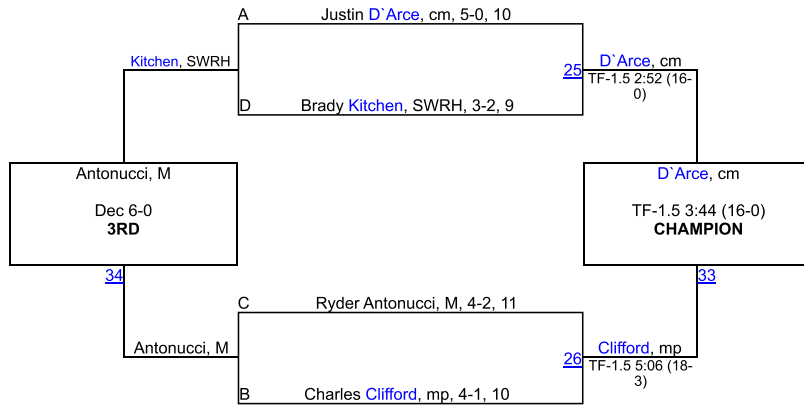 A
Justin D`Arce, cm, 5-0, 10
Kitchen, SWRH
25
D`Arce, cm
TF-1.5 2:52 (16-
0)
D
Brady Kitchen, SWRH, 3-2, 9
Antonucci, M
Dec 6-0
3RD
D`Arce, cm
TF-1.5 3:44 (16-0)
CHAMPION
34
33
C
Ryder Antonucci, M, 4-2, 11
Antonucci, M
26
Clifford, mp
TF-1.5 5:06 (18-
3)
B
Charles Clifford, mp, 4-1, 10